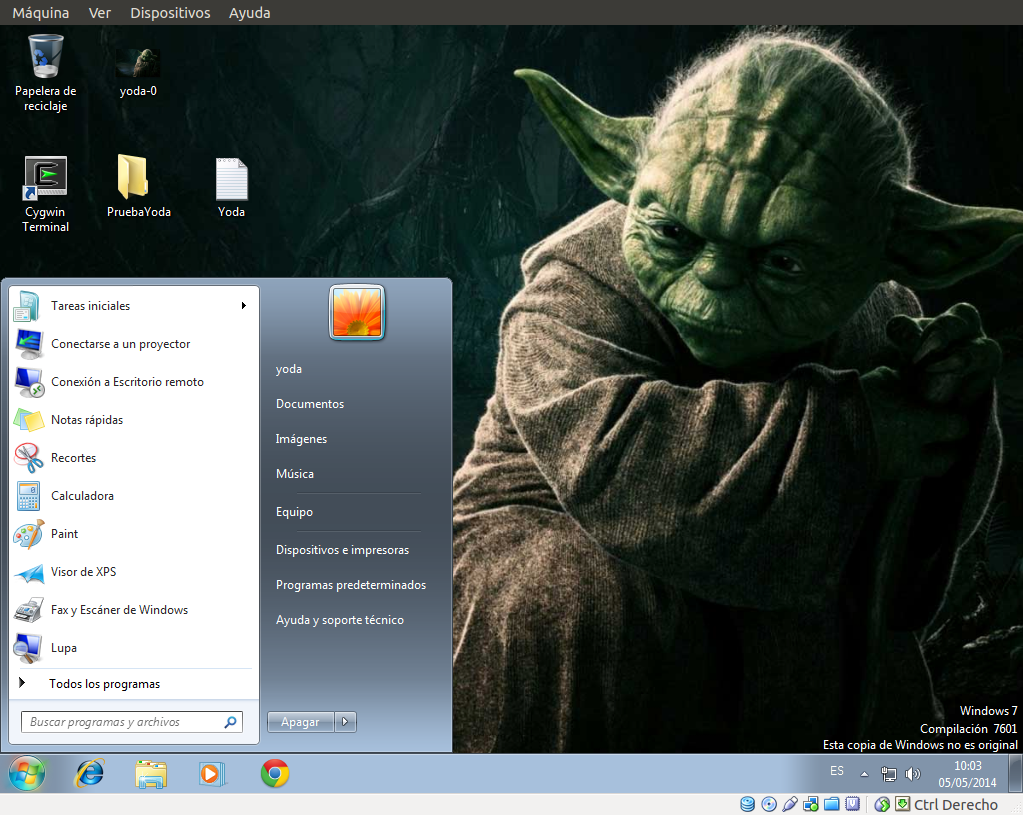 Máquina Ver Dispositivos Ayuda
Papelera de
reciclaje
yoda-0
Cygwin
Terminal
PruebaYoda
Yoda
Tareas iniciales
Conectarse a un proyector
Conexión a Escritorio remoto
Notas rápidas
Recortes
Calculadora
Paint
Visor de XPS
Fax y Escáner de Windows
Lupa
Todos los programas
Buscar programas y archivos
yoda
Documentos
Imágenes
Música
Equipo
Dispositivos e impresoras
Programas predeterminados
Ayuda y soporte técnico
Apagar
Windows 7
Compilación 7601
Esta copia de Windows no es original
ES
10:03
05/05/2014
Ctrl Derecho